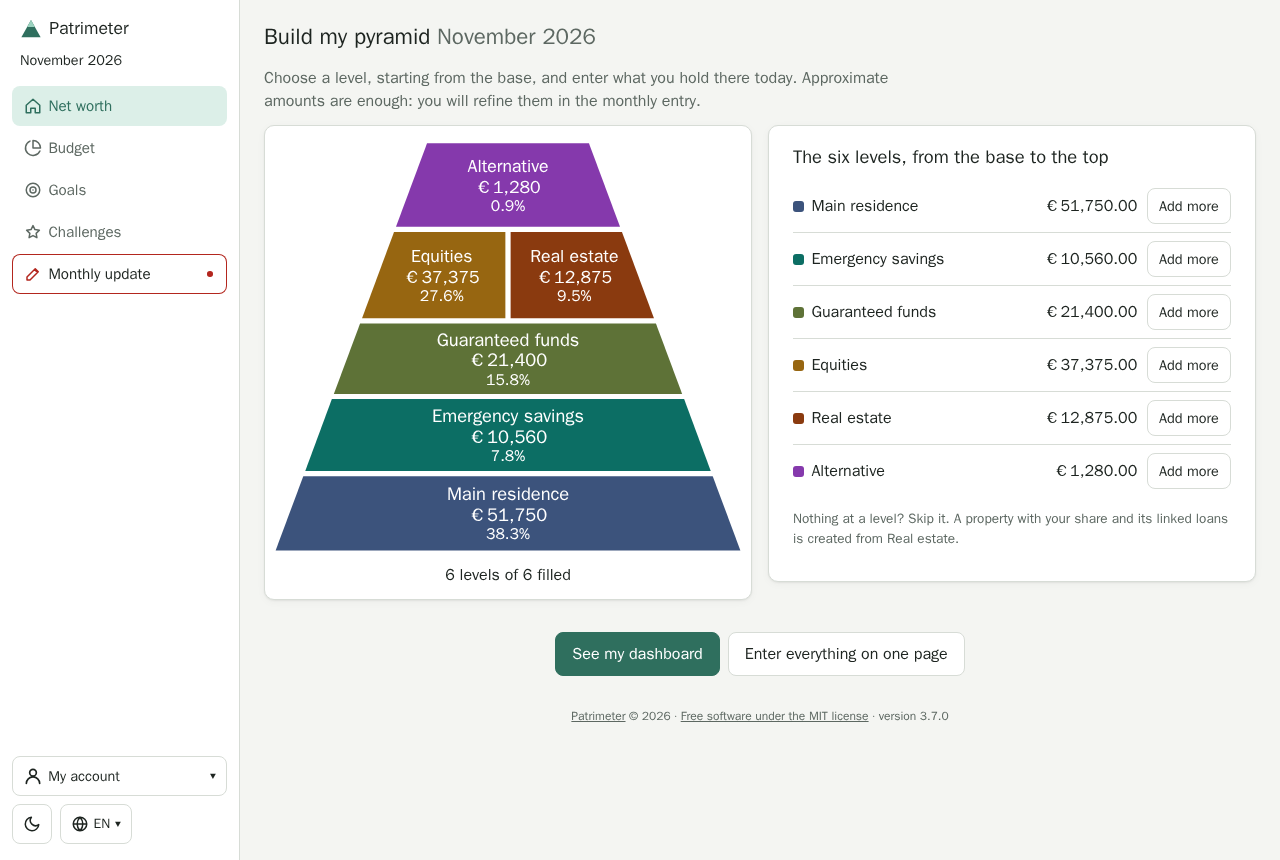 Patrimeter
November 2026
Net worth
Budget
Goals
Challenges
Monthly update
My account ▾
EN ▾
Build my pyramid November 2026
Choose a level, starting from the base, and enter what you hold there today. Approximate
amounts are enough: you will refine them in the monthly entry.
Alternative
€ 1,280
0.9%
Equities
€ 37,375
27.6%
Real estate
€ 12,875
9.5%
Guaranteed funds
€ 21,400
15.8%
Emergency savings
€ 10,560
7.8%
Main residence
€ 51,750
38.3%
6 levels of 6 filled
The six levels, from the base to the top
Main residence € 51,750.00 Add more
Emergency savings € 10,560.00 Add more
Guaranteed funds € 21,400.00 Add more
Equities € 37,375.00 Add more
Real estate € 12,875.00 Add more
Alternative € 1,280.00 Add more
Nothing at a level? Skip it. A property with your share and its linked loans
is created from Real estate.
See my dashboard
Enter everything on one page
Patrimeter © 2026 · Free software under the MIT license · version 3.7.0